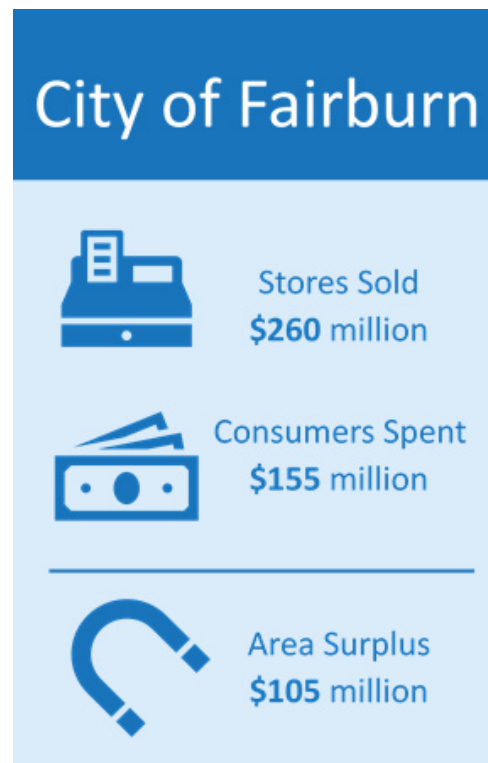 City of Fairburn
Stores Sold
$260 million
Consumers Spent
$155 million
Area Surplus
$105 million